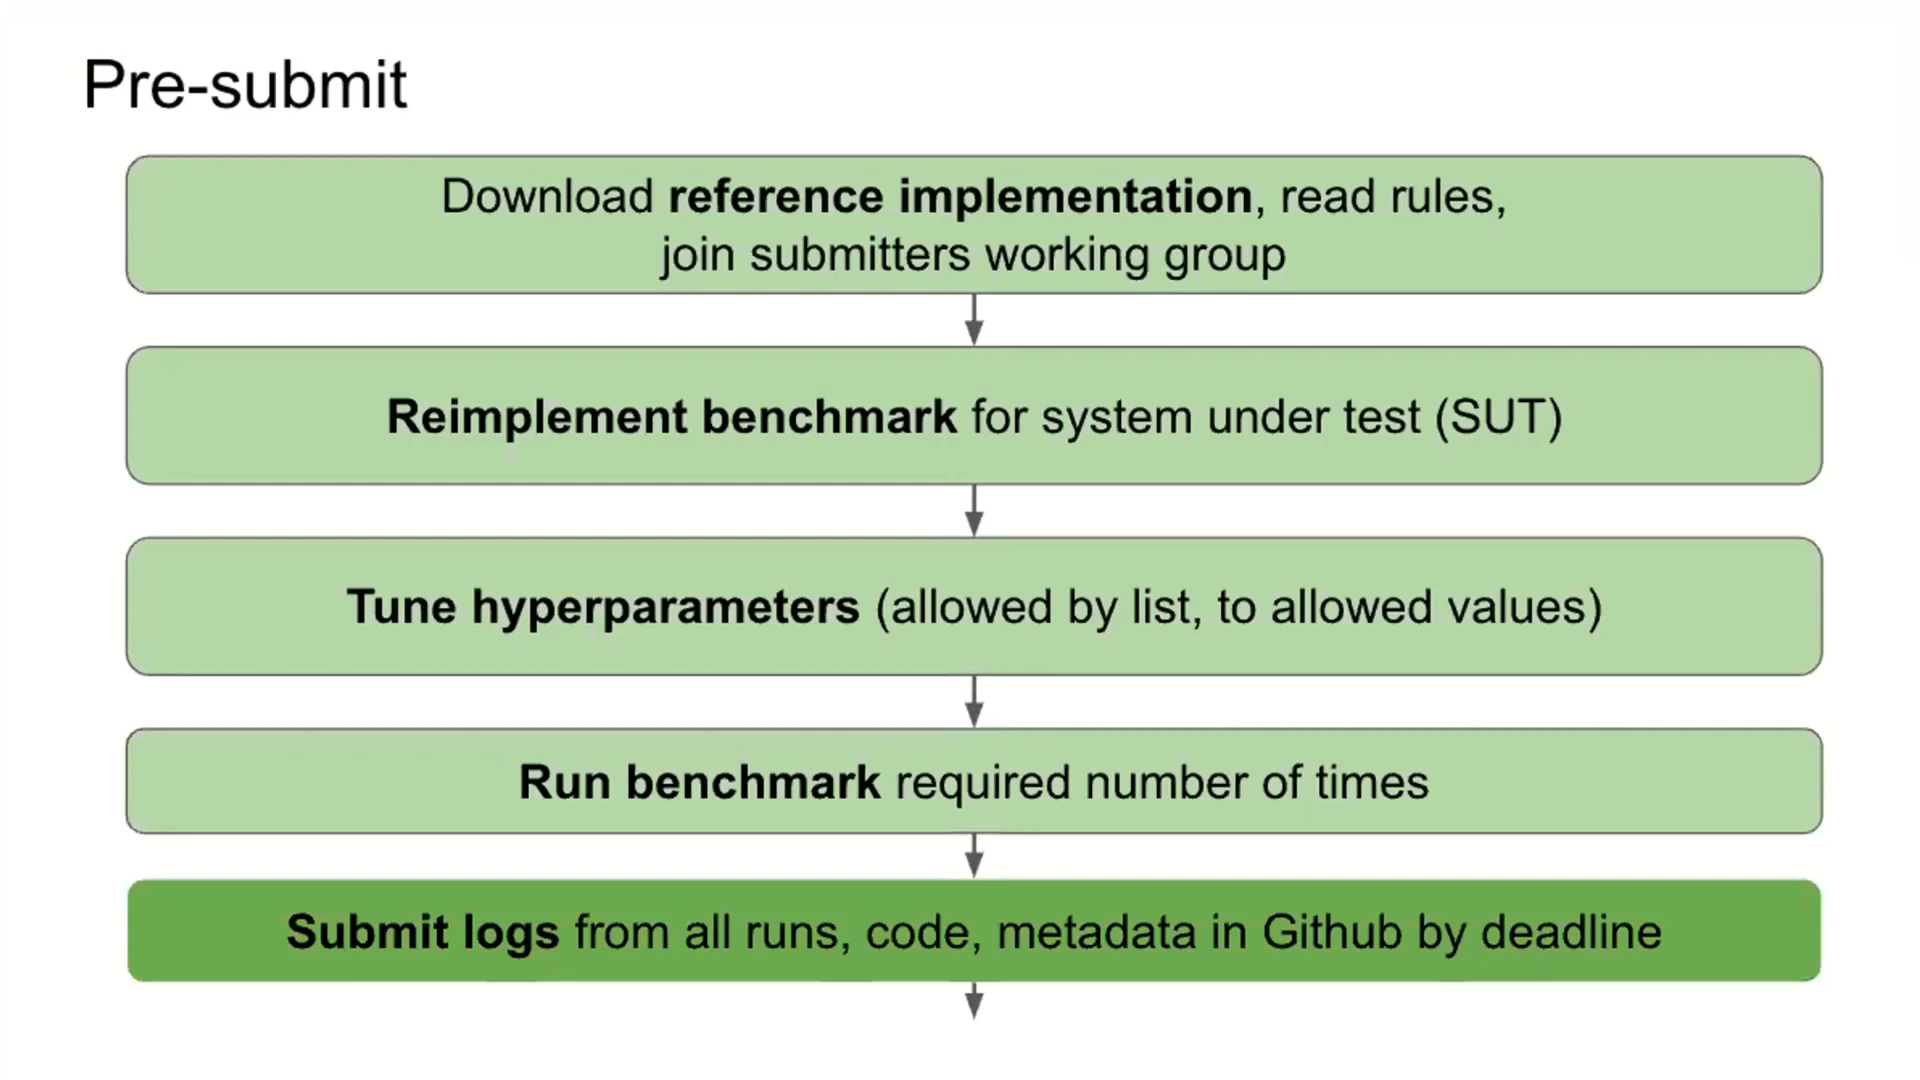 Pre-submit
Download reference implementation, read rules,
join submitters working group
Reimplement benchmark for system under test (SUT)
Tune hyperparameters (allowed by list, to allowed values)
Run benchmark required number of times
Submit logs from all runs, code, metadata in Github by deadline